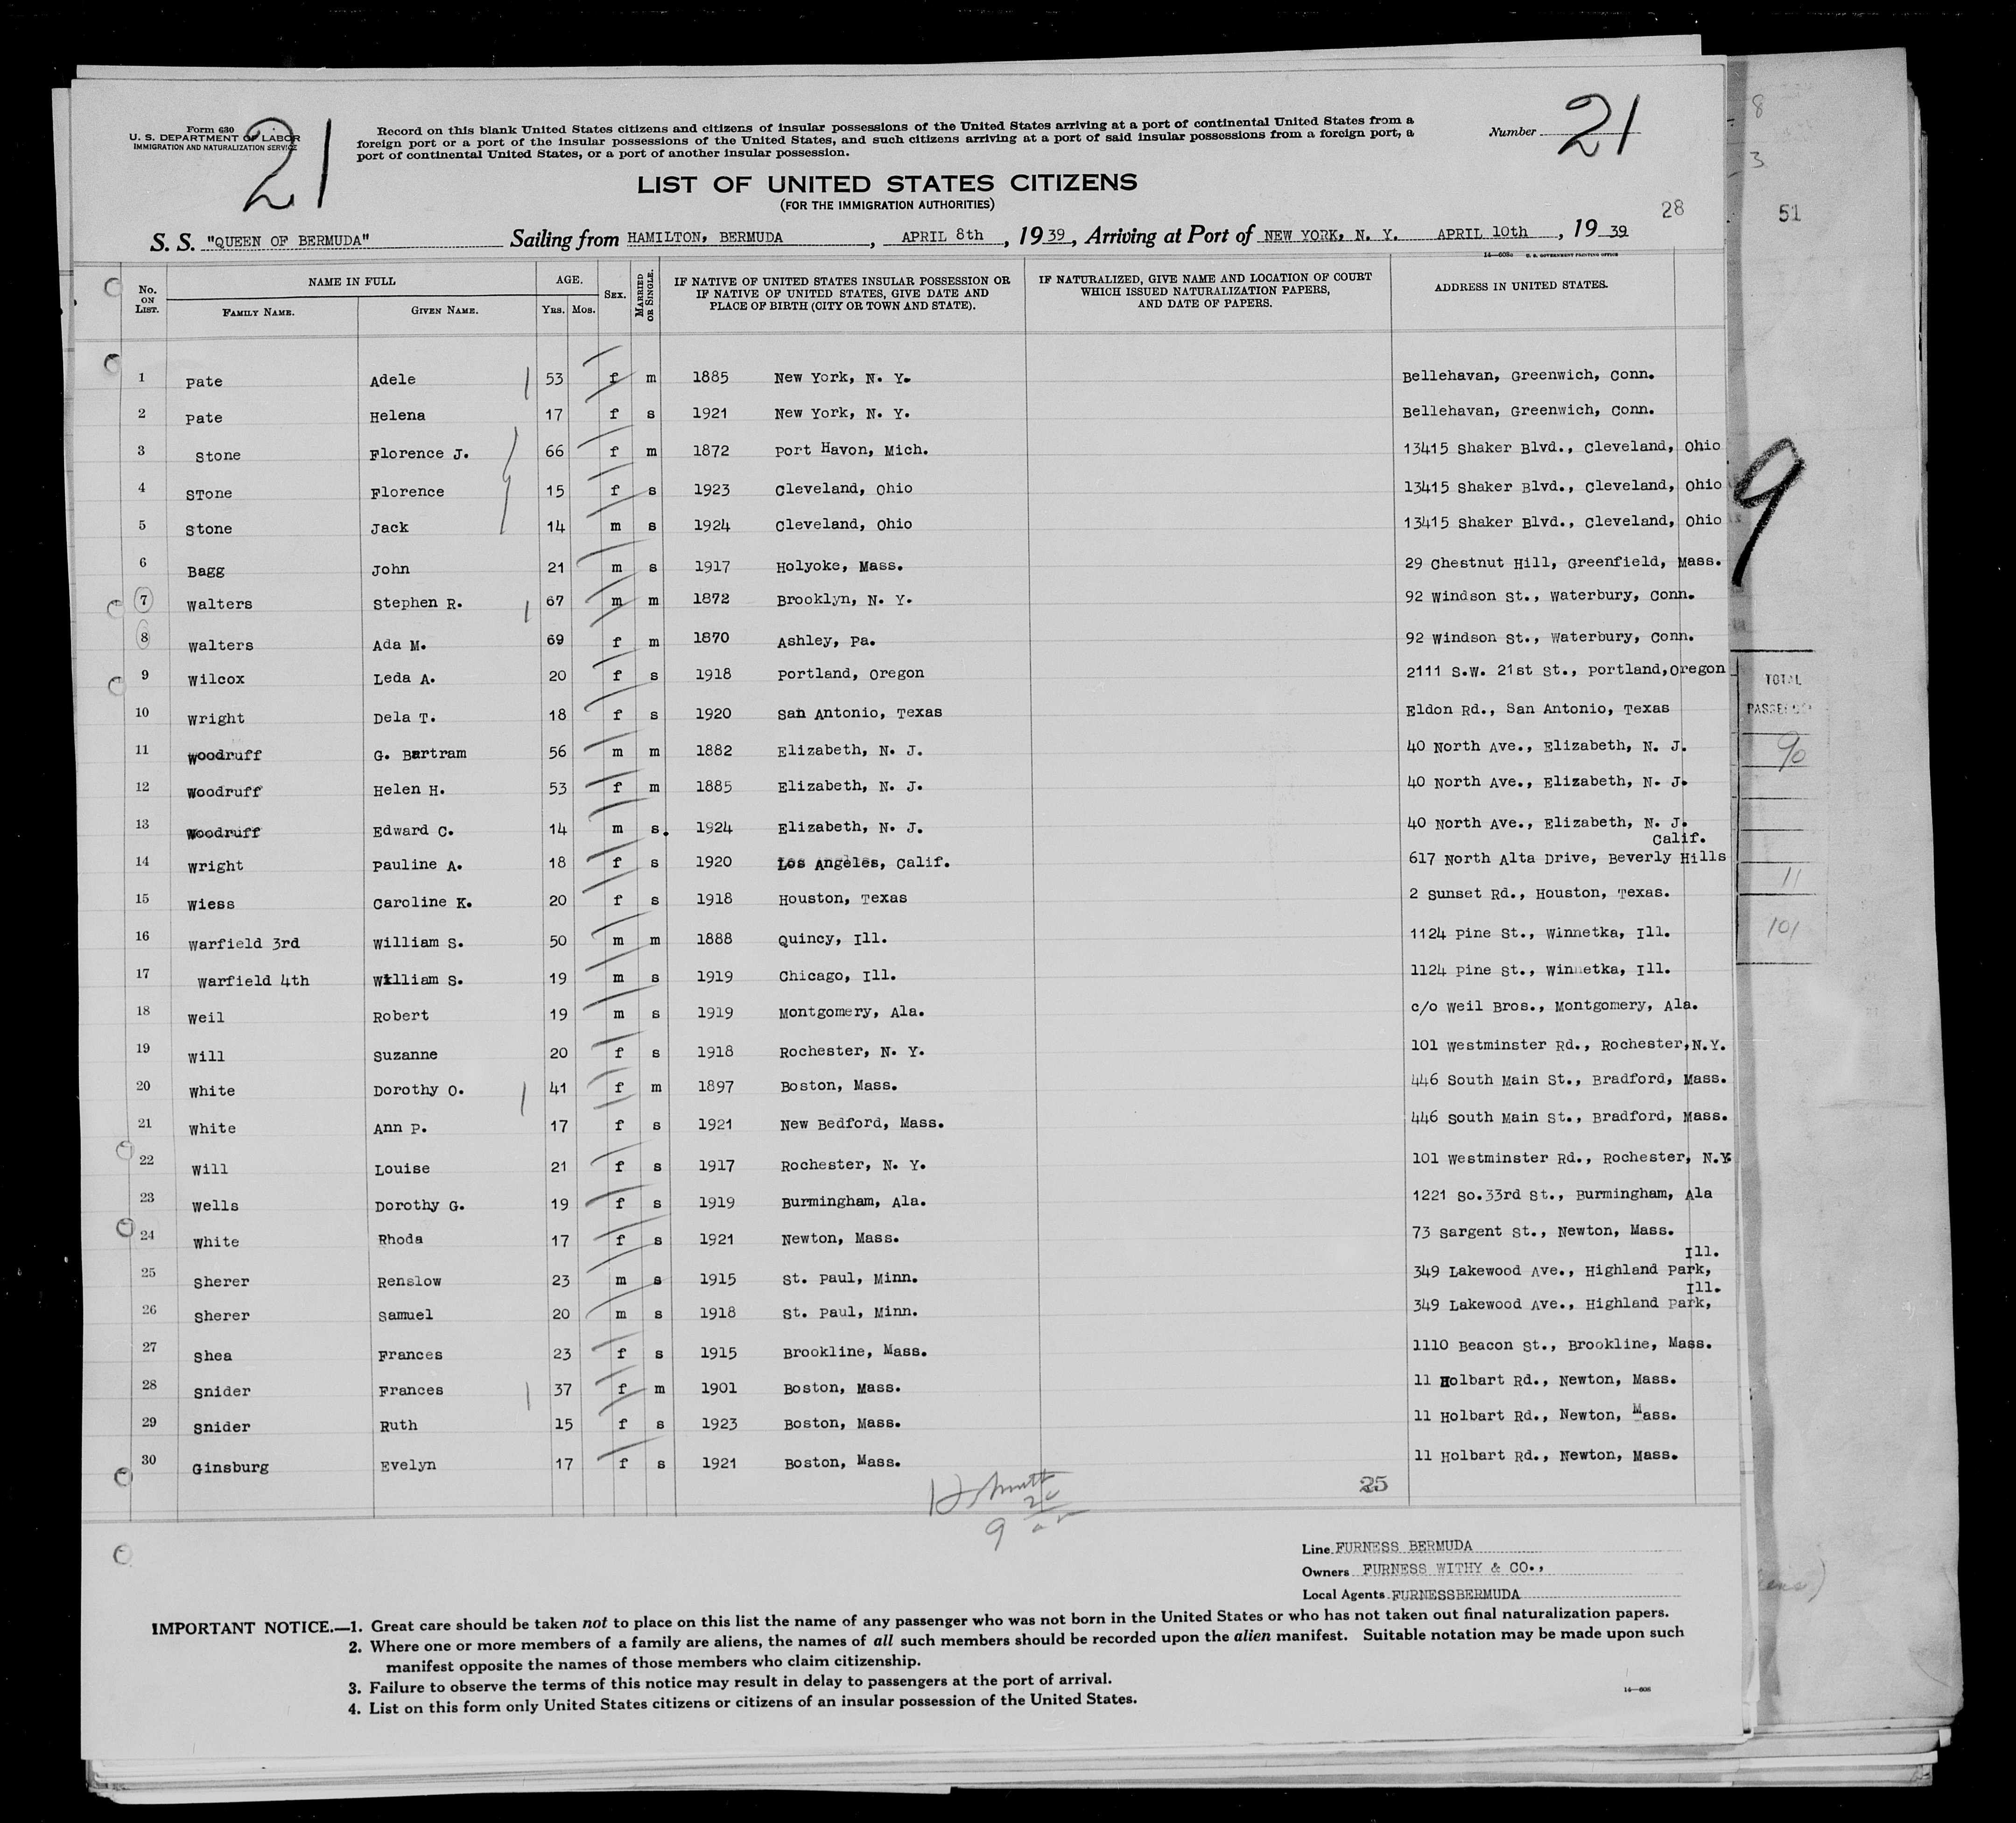 Form 630
U. S. DEPARTMENT OF LABOR
IMMIGRATION AND NATURALIZATION SERVICE
21
Record on this blank United States citizens and citizens of insular possessions of the United States arriving at a port of continental United States from a
foreign port or a port of the insular possessions of the United States, and such citizens arriving at a port of said insular possessions from a foreign port, a
port of continental United States, or a port of another insular possession.
Number 21
LIST OF UNITED STATES CITIZENS
(FOR THE IMMIGRATION AUTHORITIES)
28
S. S. "QUEEN OF BERMUDA" Sailing from HAMILTON, BERMUDA, APRIL 8th, 1939, Arriving at Port of NEW YORK, N. Y. APRIL 10th, 19 39
14—608a U. S. GOVERNMENT PRINTING OFFICE
No. ON LIST. NAME IN FULL FAMILY NAME. GIVEN NAME. AGE. YRS. MOS. SEX. MARRIED OR SINGLE. IF NATIVE OF UNITED STATES INSULAR POSSESSION OR IF NATIVE OF UNITED STATES, GIVE DATE AND PLACE OF BIRTH (CITY OR TOWN AND STATE). IF NATURALIZED, GIVE NAME AND LOCATION OF COURT WHICH ISSUED NATURALIZATION PAPERS, AND DATE OF PAPERS. ADDRESS IN UNITED STATES.
1 Pate Adele 53 f m 1885 New York, N. Y. Bellehavan, Greenwich, Conn.
2 Pate Helena 17 f s 1921 New York, N. Y. Bellehavan, Greenwich, Conn.
3 Stone Florence J. 66 f m 1872 Port Havon, Mich. 13415 Shaker Blvd., Cleveland, Ohio
4 STone Florence 15 f s 1923 Cleveland, Ohio 13415 Shaker Blvd., Cleveland, Ohio
5 Stone Jack 14 m s 1924 Cleveland, Ohio 13415 Shaker Blvd., Cleveland, Ohio
6 Bagg John 21 m s 1917 Holyoke, Mass. 29 Chestnut Hill, Greenfield, Mass.
7 Walters Stephen R. 67 m m 1872 Brooklyn, N. Y. 92 Windson St., Waterbury, Conn.
8 Walters Ada M. 69 f m 1870 Ashley, Pa. 92 Windson St., Waterbury, Conn.
9 Wilcox Leda A. 20 f s 1918 Portland, Oregon 2111 S.W. 21st St., Portland,Oregon
10 Wright Dela T. 18 f s 1920 San Antonio, Texas Eldon Rd., San Antonio, Texas
11 Woodruff G. Bartram 56 m m 1882 Elizabeth, N. J. 40 North Ave., Elizabeth, N. J.
12 Woodruff Helen H. 53 f m 1885 Elizabeth, N. J. 40 North Ave., Elizabeth, N. J.
13 Woodruff Edward C. 14 m s. 1924 Elizabeth, N. J. 40 North Ave., Elizabeth, N. J.
Calif.
14 Wright Pauline A. 18 f s 1920 Los Angeles, Calif. 617 North Alta Drive, Beverly Hills
15 Wiess Caroline K. 20 f s 1918 Houston, Texas 2 Sunset Rd., Houston, Texas.
16 Warfield 3rd William S. 50 m m 1888 Quincy, Ill. 1124 Pine St., Winnetka, Ill.
17 Warfield 4th William S. 19 m s 1919 Chicago, Ill. 1124 Pine St., Winnetka, Ill.
18 Weil Robert 19 m s 1919 Montgomery, Ala. c/o Weil Bros., Montgomery, Ala.
19 Will Suzanne 20 f s 1918 Rochester, N. Y. 101 Westminster Rd., Rochester,N.Y.
20 White Dorothy O. 41 f m 1897 Boston, Mass. 446 South Main St., Bradford, Mass.
21 White Ann P. 17 f s 1921 New Bedford, Mass. 446 South Main St., Bradford, Mass.
22 Will Louise 21 f s 1917 Rochester, N. Y. 101 Westminster Rd., Rochester, N.Y.
23 Wells Dorothy G. 19 f s 1919 Burmingham, Ala. 1221 So.33rd St., Burmingham, Ala
24 White Rhoda 17 f s 1921 Newton, Mass. 73 Sargent St., Newton, Mass.
Ill.
25 Sherer Renslow 23 m s 1915 St. Paul, Minn. 349 Lakewood Ave., Highland Park,
Ill.
26 Sherer Samuel 20 m s 1918 St. Paul, Minn. 349 Lakewood Ave., Highland Park,
27 Shea Frances 23 f s 1915 Brookline, Mass. 1110 Beacon St., Brookline, Mass.
28 Snider Frances 37 f m 1901 Boston, Mass. 11 Holbart Rd., Newton, Mass.
29 Snider Ruth 15 f s 1923 Boston, Mass. 11 Holbart Rd., Newton, Mass.
30 Ginsburg Evelyn 17 f s 1921 Boston, Mass. 11 Holbart Rd., Newton, Mass.
25
9
Line FURNESS BERMUDA
Owners FURNESS WITHY & CO.,
Local Agents FURNESSBERMUDA
IMPORTANT NOTICE.—1. Great care should be taken not to place on this list the name of any passenger who was not born in the United States or who has not taken out final naturalization papers.
2. Where one or more members of a family are aliens, the names of all such members should be recorded upon the alien manifest. Suitable notation may be made upon such
manifest opposite the names of those members who claim citizenship.
3. Failure to observe the terms of this notice may result in delay to passengers at the port of arrival.
4. List on this form only United States citizens or citizens of an insular possession of the United States.
14—608
8
3
51
9
TOTAL
90
11
101